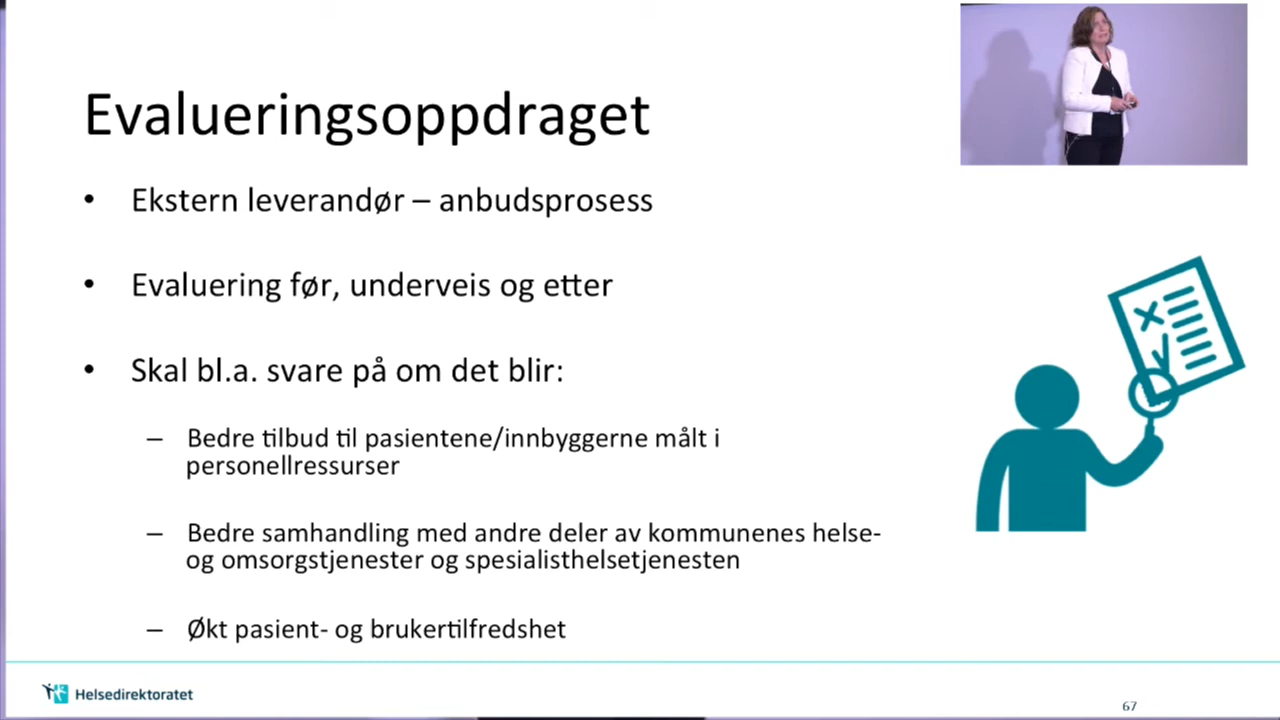 Evalueringsoppdraget
• Ekstern leverandør – anbudsprosess
• Evaluering før, underveis og etter
• Skal bl.a. svare på om det blir:
– Bedre tilbud til pasientene/innbyggerne målt i
personellressurser
– Bedre samhandling med andre deler av kommunenes helse-
og omsorgstjenester og spesialisthelsetjenesten
– Økt pasient- og brukertilfredshet
Helsedirektoratet
67